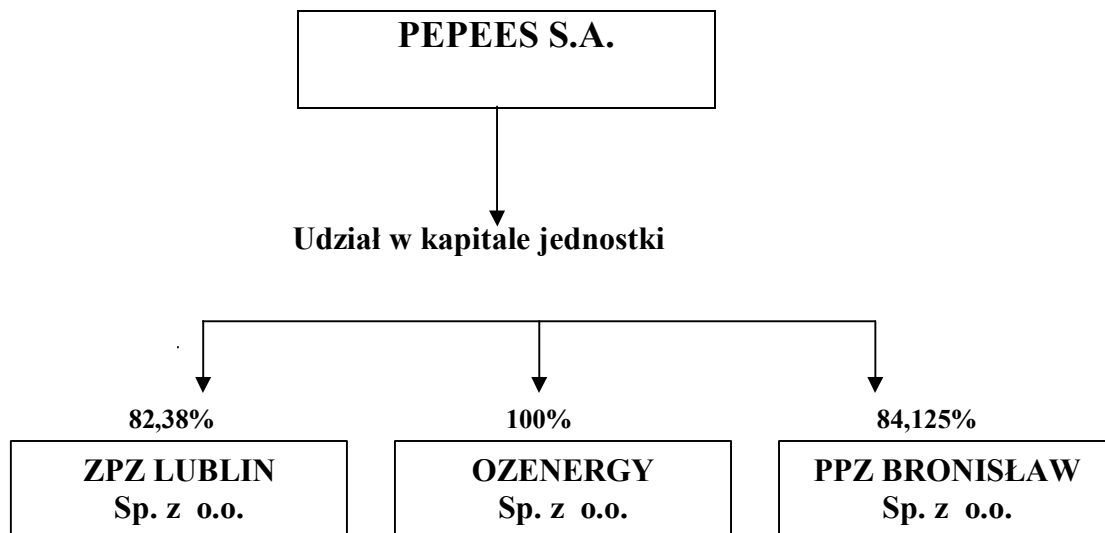 PEPEES S.A.
Udział w kapitale jednostki
82,38%
100%
84,125%
ZPZ LUBLIN
Sp. z o.o.
OZENERGY
Sp. z o.o.
PPZ BRONISŁAW
Sp. z o.o.